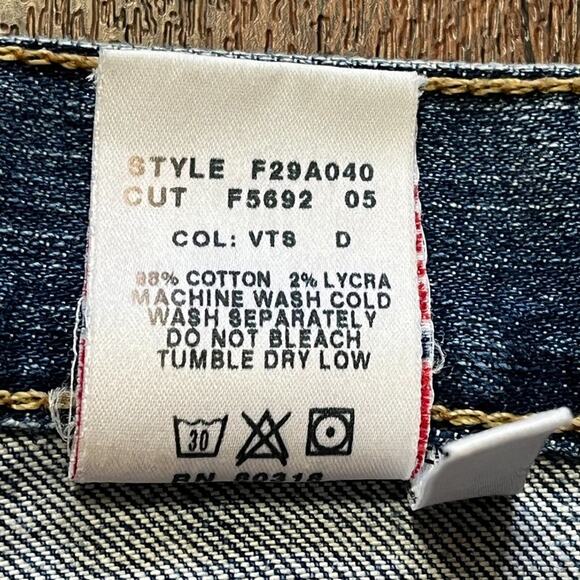 STYLE F29A040
CUT F5692 05
COL: VTS D
98% COTTON 2% LYCRA
MACHINE WASH COLD
WASH SEPARATELY
DO NOT BLEACH
TUMBLE DRY LOW
30
RN